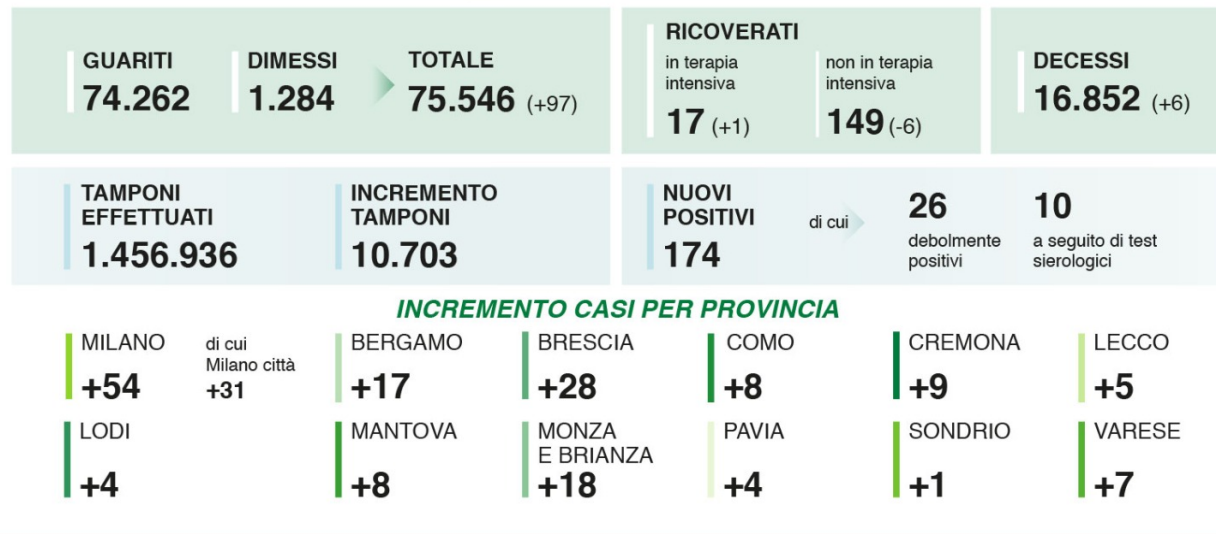 GUARITI
74.262
DIMESSI
1.284
TOTALE
75.546 (+97)
RICOVERATI
in terapia
intensiva
17 (+1)
non in terapia
intensiva
149 (-6)
DECESSI
16.852 (+6)
TAMPONI
EFFETTUATI
1.456.936
INCREMENTO
TAMPONI
10.703
NUOVI
POSITIVI
174
di cui
26
debolmente
positivi
10
a seguito di test
sierologici
INCREMENTO CASI PER PROVINCIA
MILANO
+54
di cui
Milano città
+31
BERGAMO
+17
BRESCIA
+28
COMO
+8
CREMONA
+9
LECCO
+5
LODI
+4
MANTOVA
+8
MONZA
E BRIANZA
+18
PAVIA
+4
SONDRIO
+1
VARESE
+7